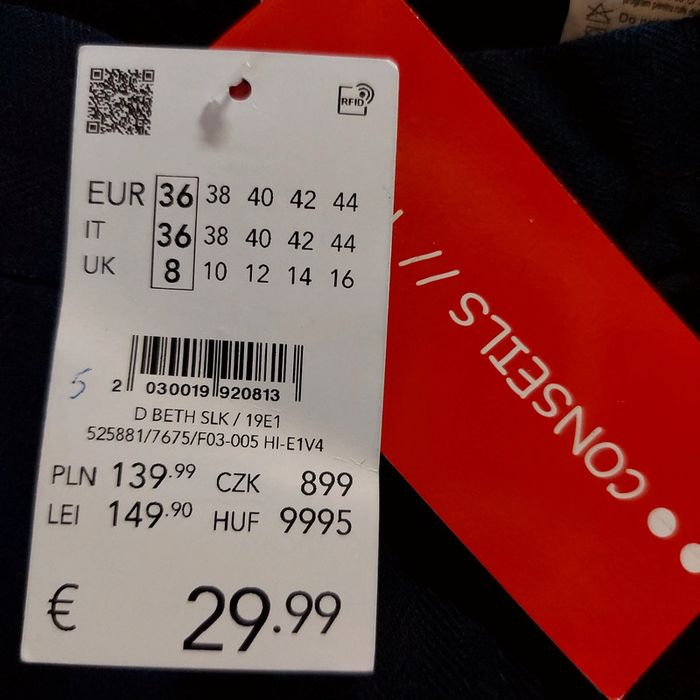 RFID
EUR 36 38 40 42 44
IT 36 38 40 42 44
UK 8 10 12 14 16
5
2 030019 920813
D BETH SLK / 19E1
525881/7675/F03-005 HI-E1V4
PLN 139.99 CZK 899
LEI 149.90 HUF 9995
€ 29.99
// CONSEILS